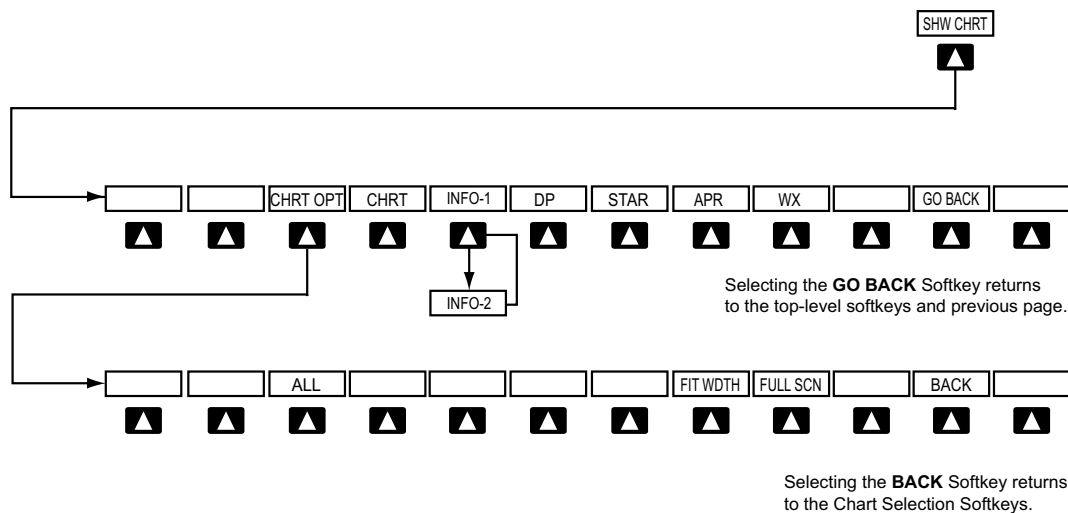 SHW CHRT
CHRT OPT CHRT INFO-1 DP STAR APR WX GO BACK
Selecting the GO BACK Softkey returns
to the top-level softkeys and previous page.
INFO-2
ALL FIT WDTH FULL SCN BACK
Selecting the BACK Softkey returns
to the Chart Selection Softkeys.